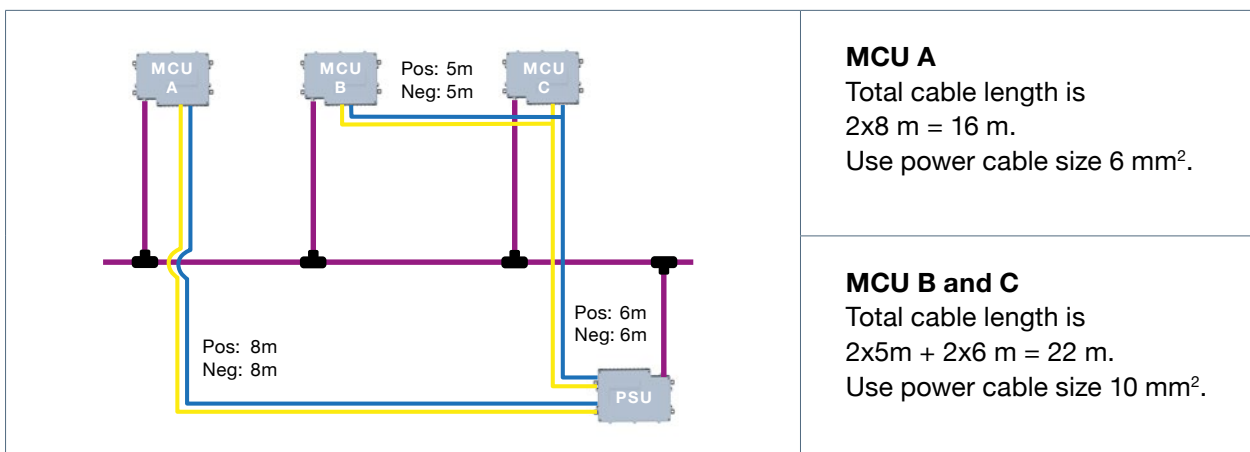 MCU
A
MCU
B
Pos: 5m
Neg: 5m
MCU
C
Pos: 6m
Neg: 6m
Pos: 8m
Neg: 8m
PSU
MCU A
Total cable length is
2x8 m = 16 m.
Use power cable size 6 mm².
MCU B and C
Total cable length is
2x5m + 2x6 m = 22 m.
Use power cable size 10 mm².